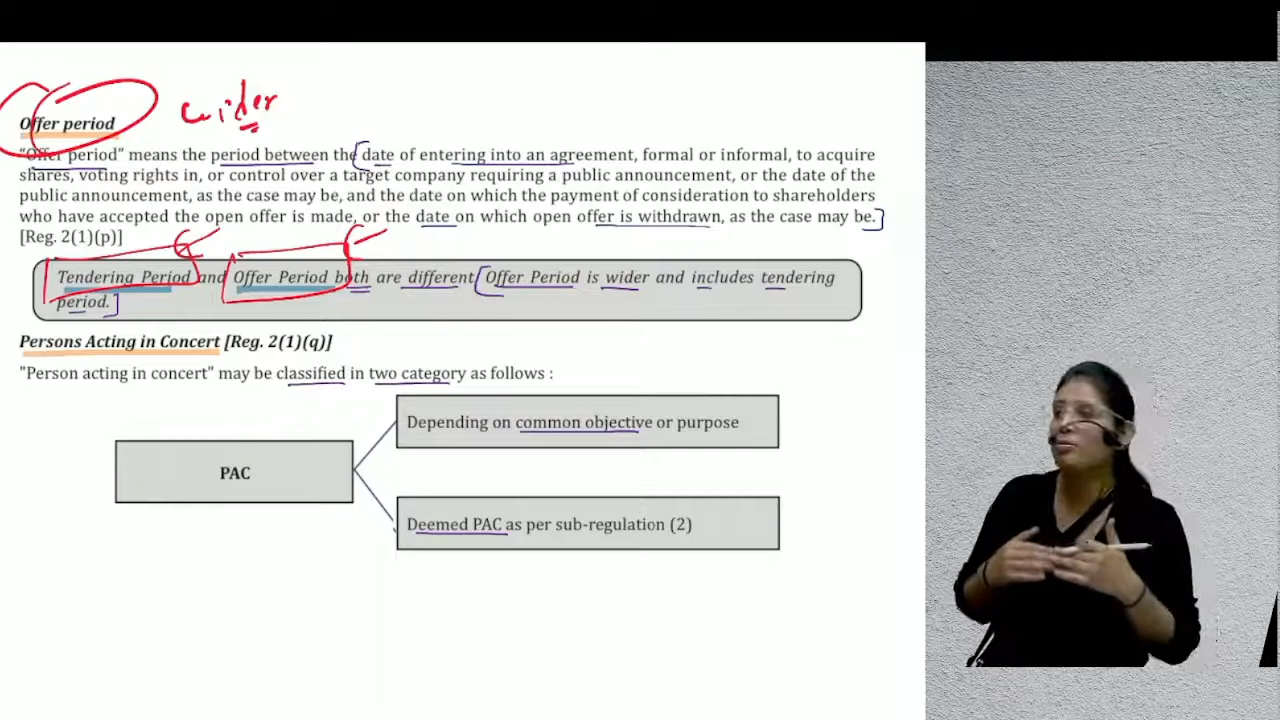 Offer period wider
"Offer period" means the period between the date of entering into an agreement, formal or informal, to acquire
shares, voting rights in, or control over a target company requiring a public announcement, or the date of the
public announcement, as the case may be, and the date on which the payment of consideration to shareholders
who have accepted the open offer is made, or the date on which open offer is withdrawn, as the case may be.
[Reg. 2(1)(p)]
Tendering Period and Offer Period both are different Offer Period is wider and includes tendering
period.
Persons Acting in Concert [Reg. 2(1)(q)]
"Person acting in concert" may be classified in two category as follows :
Depending on common objective or purpose
PAC
Deemed PAC as per sub-regulation (2)